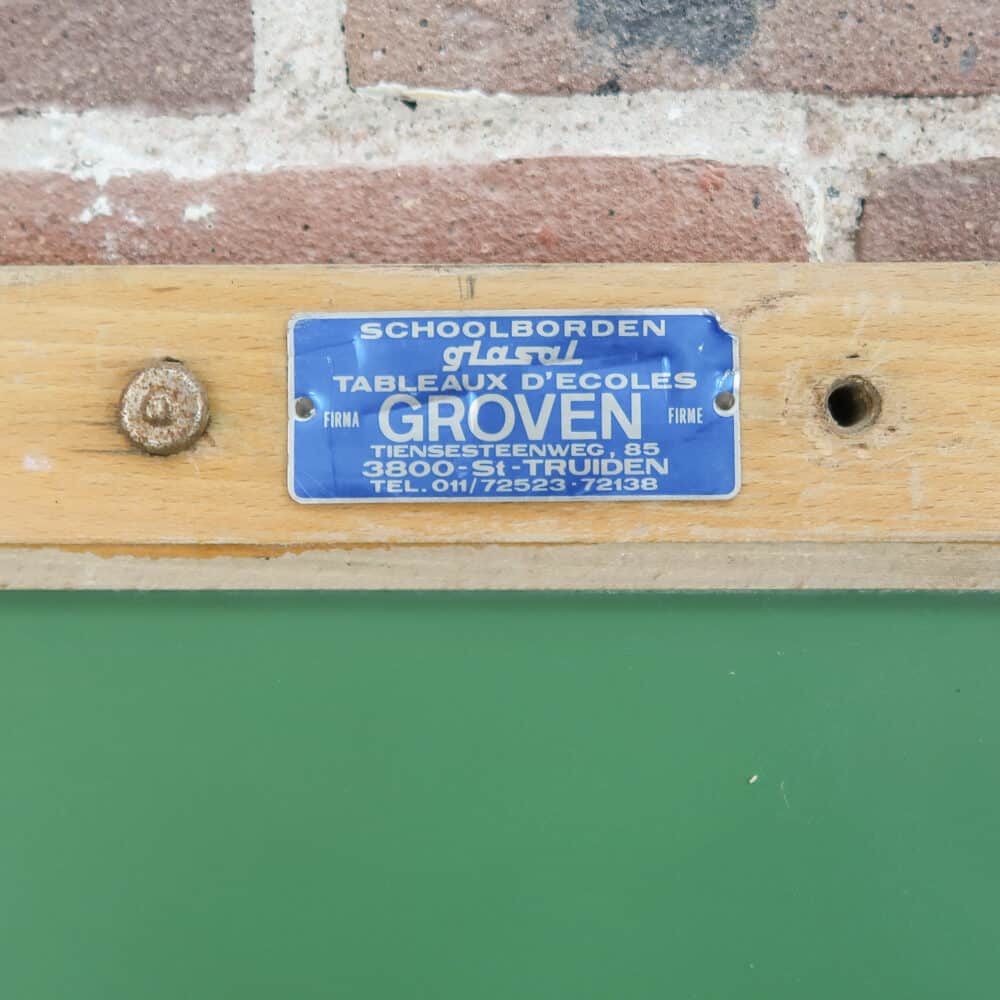 SCHOOLBORDEN
glasal
TABLEAUX D'ECOLES
FIRMA GROVEN FIRME
TIENSESTEENWEG, 85
3800-St-TRUIDEN
TEL. 011/72523-72138